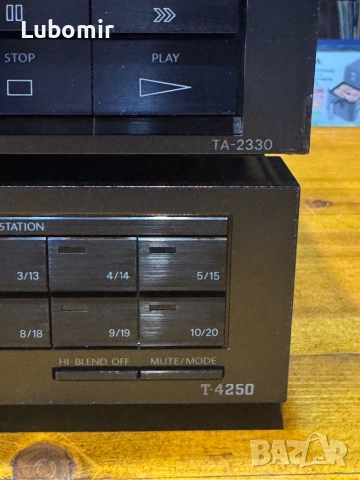 Lubomir
STOP
PLAY
TA-2330
STATION
3/13
4/14
5/15
8/18
9/19
10/20
HI-BLEND OFF
MUTE/MODE
T-4250
BAZAR
bg